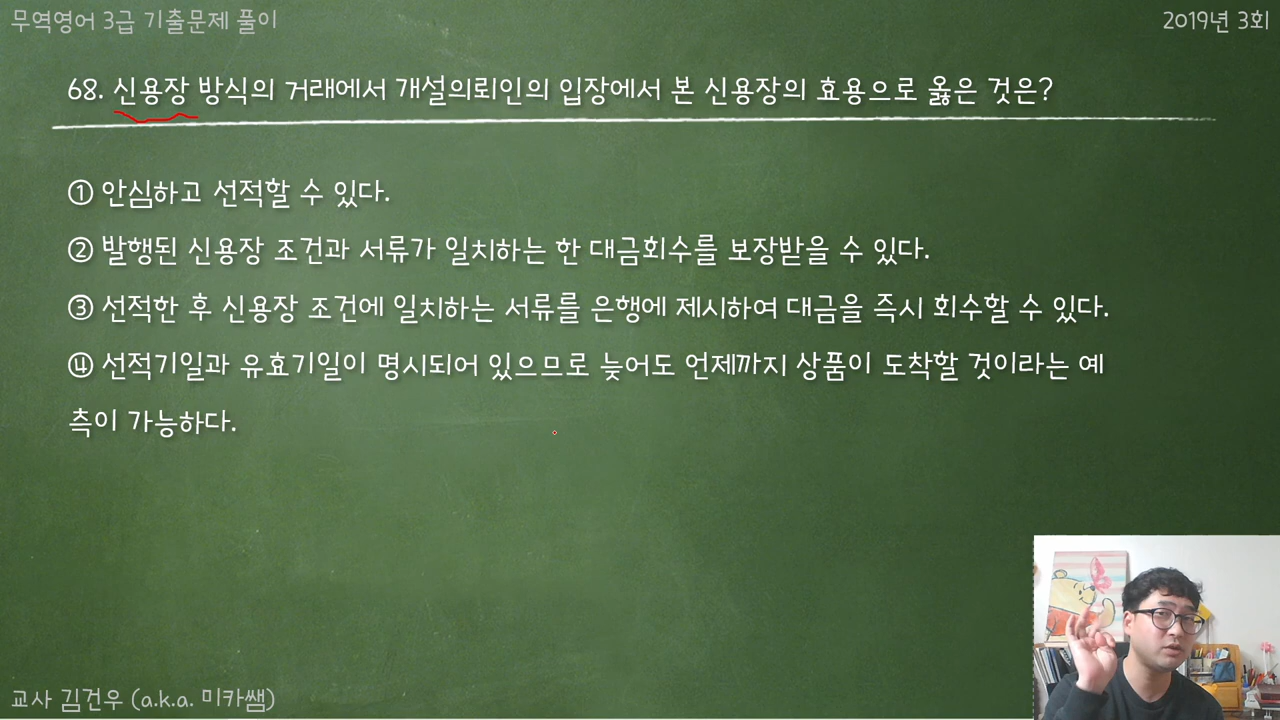 무역영어 3급 기출문제 풀이
2019년 3회
68. 신용장 방식의 거래에서 개설의뢰인의 입장에서 본 신용장의 효용으로 옳은 것은?
① 안심하고 선적할 수 있다.
② 발행된 신용장 조건과 서류가 일치하는 한 대금회수를 보장받을 수 있다.
③ 선적한 후 신용장 조건에 일치하는 서류를 은행에 제시하여 대금을 즉시 회수할 수 있다.
④ 선적기일과 유효기일이 명시되어 있으므로 늦어도 언제까지 상품이 도착할 것이라는 예
측이 가능하다.
교사 김건우 (a.k.a. 미카쌤)